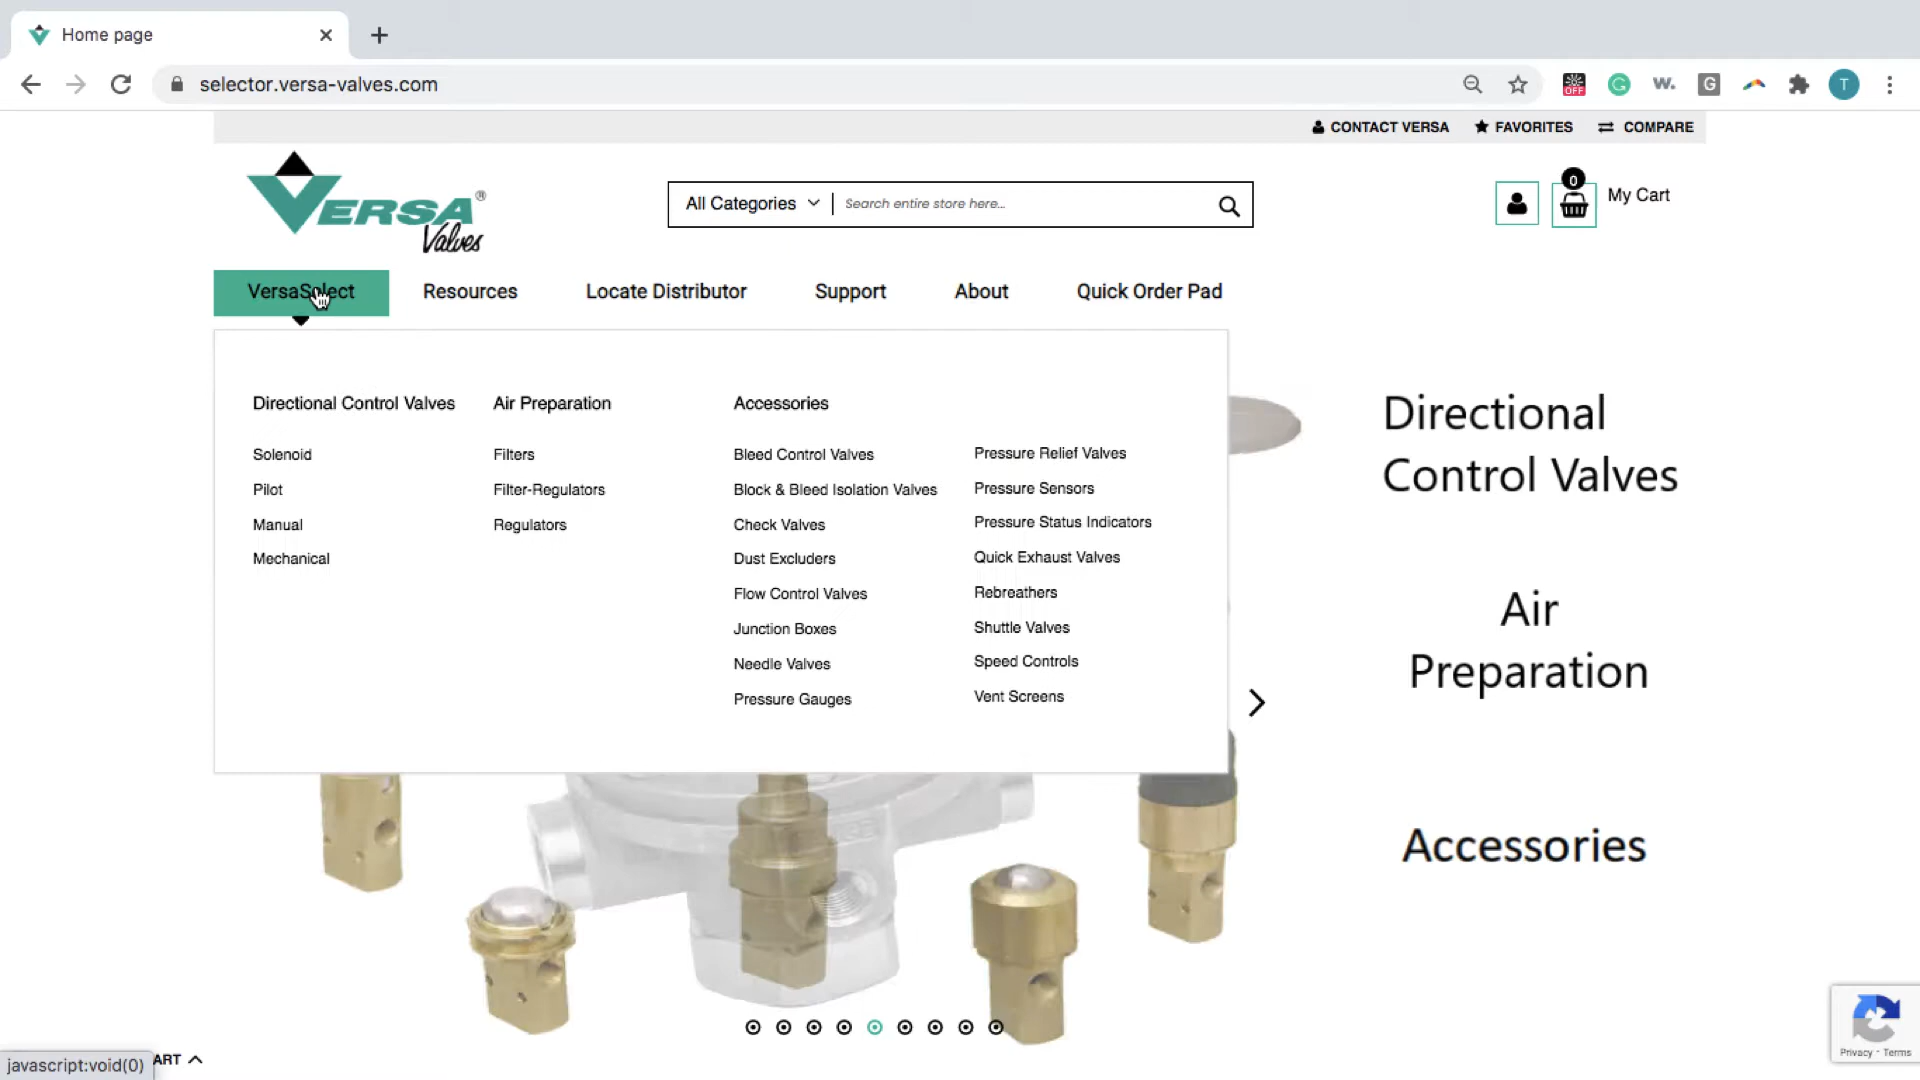 Home page
selector.versa-valves.com
OFF
G
W.
G
T
CONTACT VERSA
FAVORITES
COMPARE
VERSA®
Valves
All Categories
Search entire store here...
0
My Cart
VersaSelect
Resources
Locate Distributor
Support
About
Quick Order Pad
Directional Control Valves
Solenoid
Pilot
Manual
Mechanical
Air Preparation
Filters
Filter-Regulators
Regulators
Accessories
Bleed Control Valves
Block & Bleed Isolation Valves
Check Valves
Dust Excluders
Flow Control Valves
Junction Boxes
Needle Valves
Pressure Gauges
Pressure Relief Valves
Pressure Sensors
Pressure Status Indicators
Quick Exhaust Valves
Rebreathers
Shuttle Valves
Speed Controls
Vent Screens
Directional
Control Valves
Air
Preparation
Accessories
Privacy - Terms
javascript:void(0)
ART